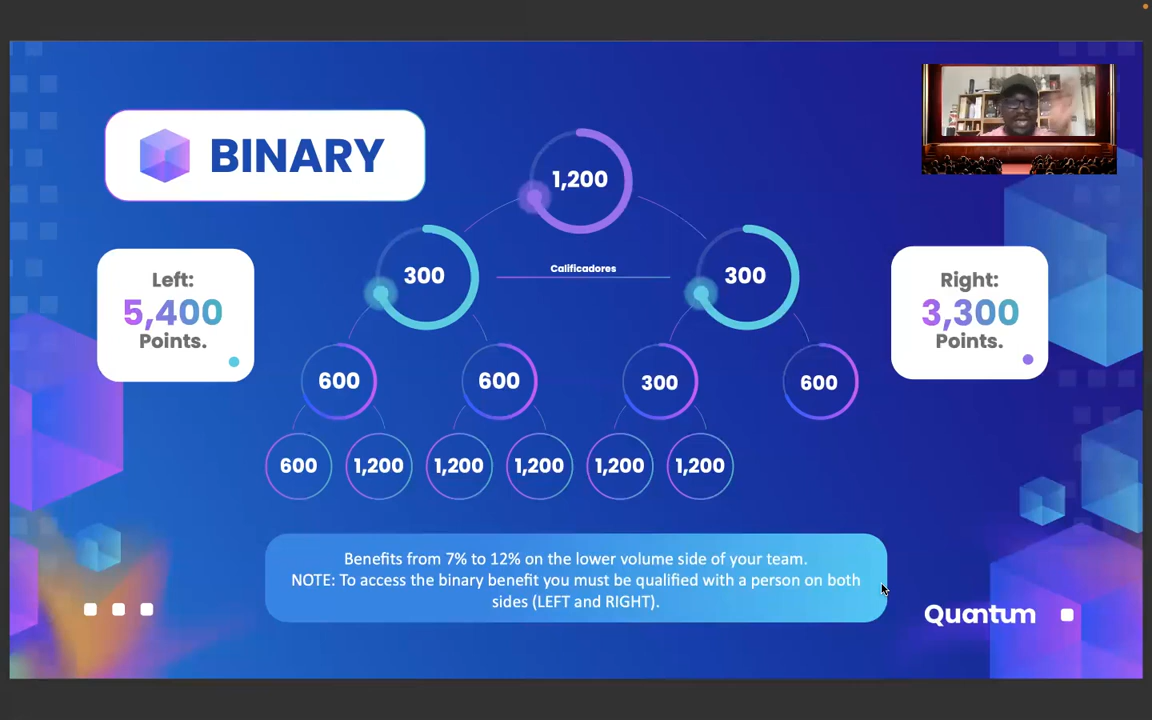 BINARY
1,200
Left:
5,400
Points.
300
Calificadores
300
Right:
3,300
Points.
600
600
300
600
600
1,200
1,200
1,200
1,200
1,200
Benefits from 7% to 12% on the lower volume side of your team.
NOTE: To access the binary benefit you must be qualified with a person on both
sides (LEFT and RIGHT).
Quantum